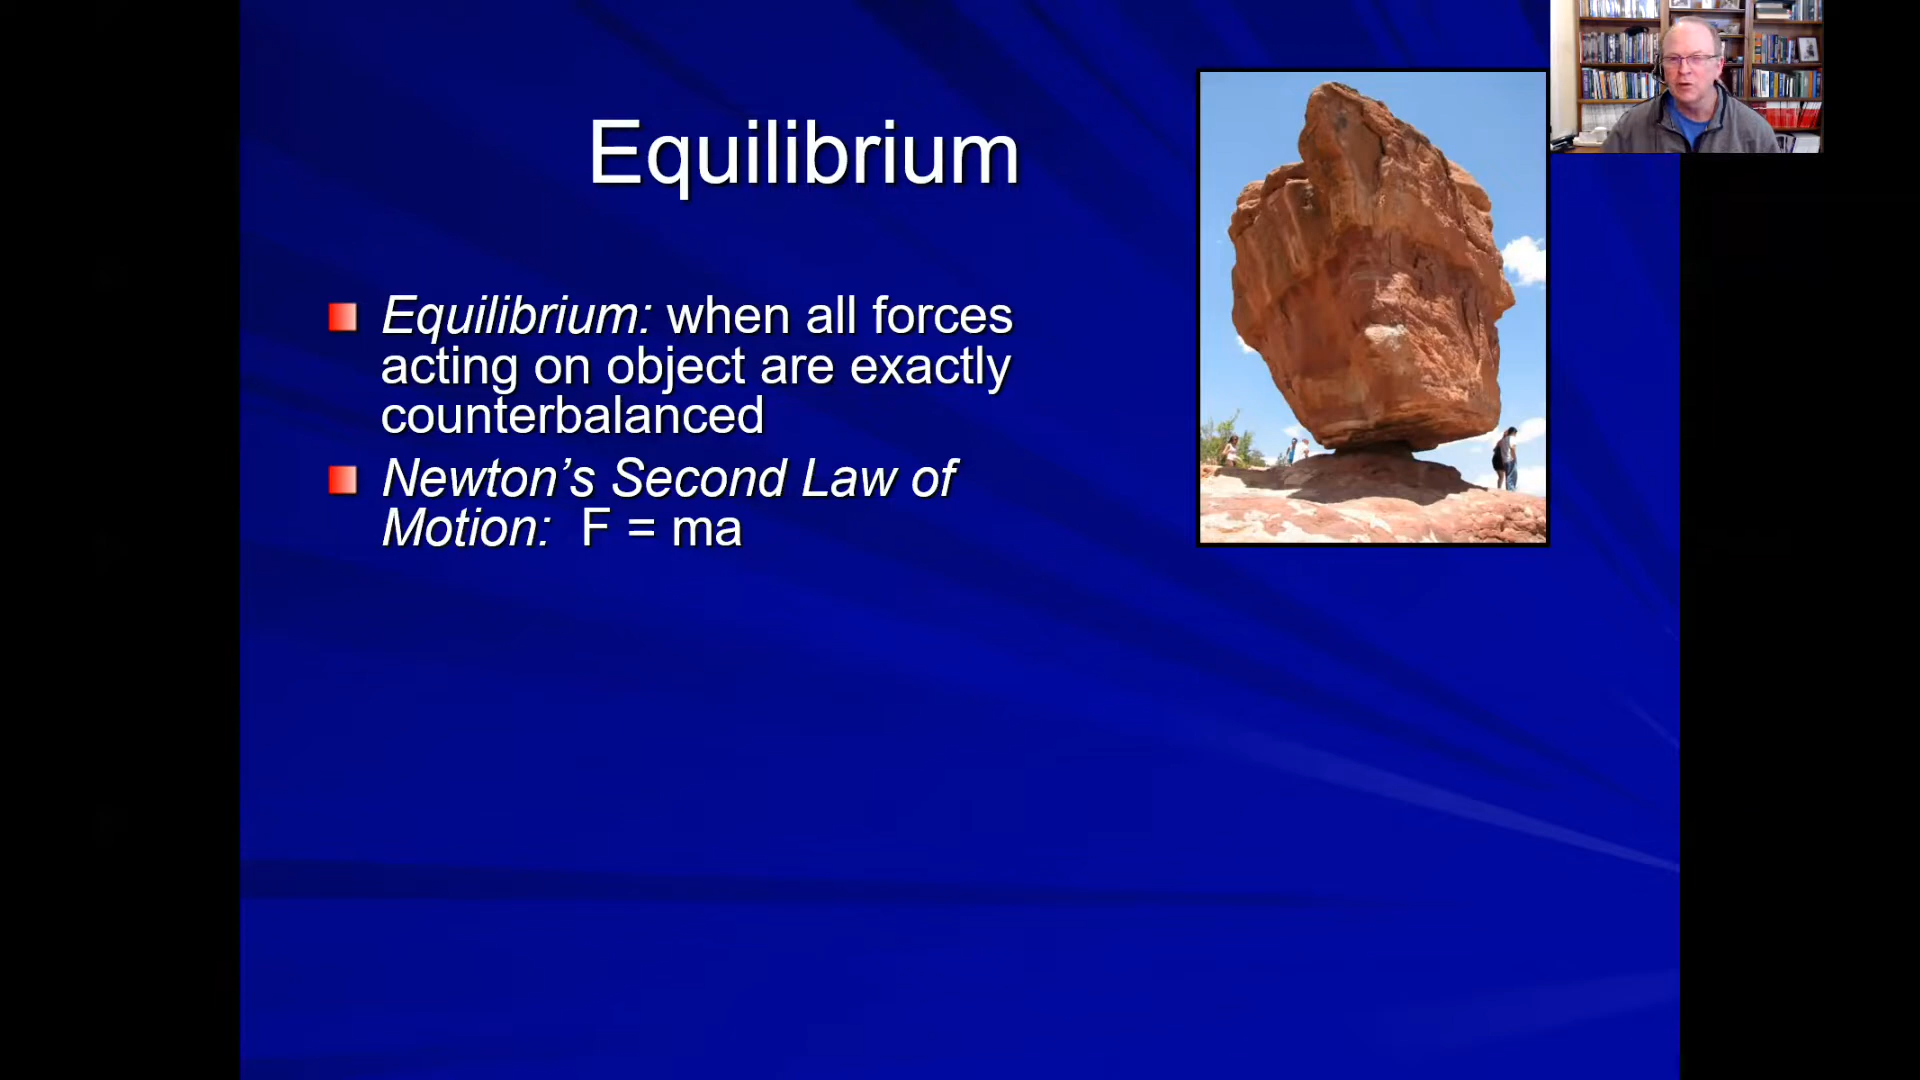 Equilibrium
Equilibrium: when all forces
acting on object are exactly
counterbalanced
Newton’s Second Law of
Motion: F = ma